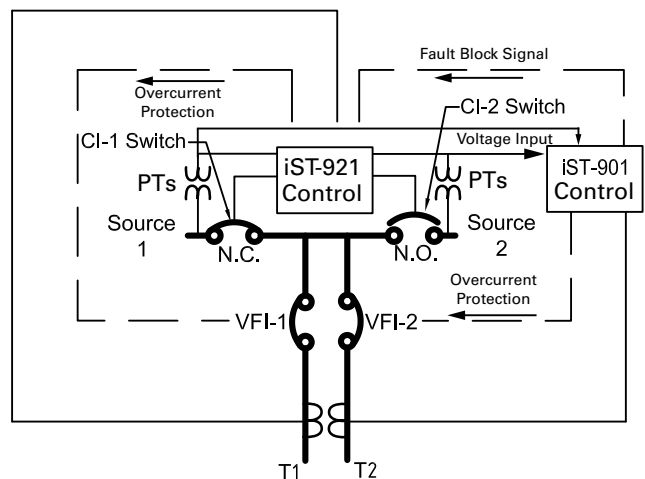 Fault Block Signal
Overcurrent
Protection
CI-1 Switch
CI-2 Switch
Voltage Input
iST-921
Control
iST-901
Control
PTs
PTs
Source
1
Source
2
N.C.
N.O.
Overcurrent
Protection
VFI-1
VFI-2
T1
T2